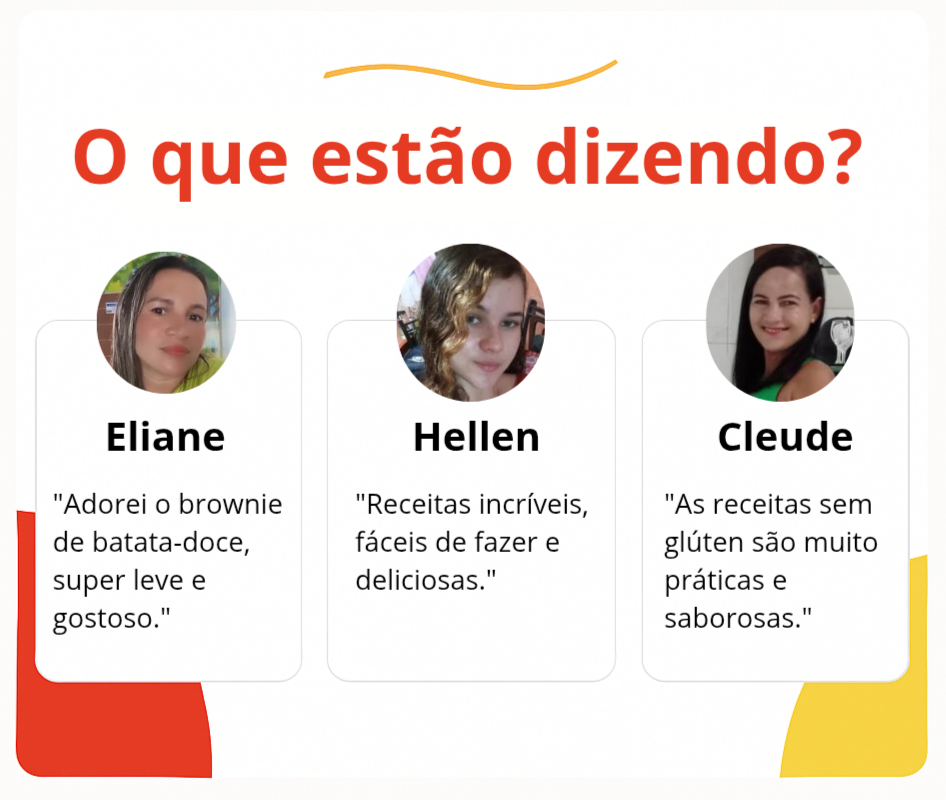 O que estão dizendo?
Eliane
"Adorei o brownie
de batata-doce,
super leve e
gostoso."
Hellen
"Receitas incríveis,
fáceis de fazer e
deliciosas."
Cleude
"As receitas sem
glúten são muito
práticas e
saborosas."